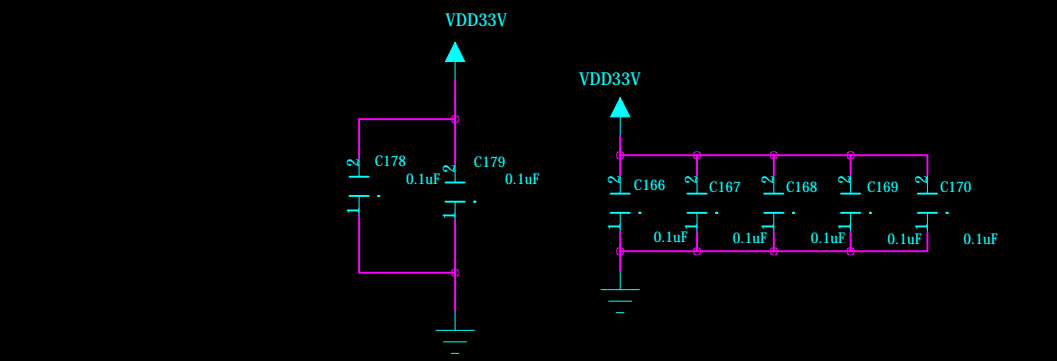 VDD33V
VDD33V
2 C178 0.1uF
1
2 C179 0.1uF
1
2 C166 0.1uF
1
2 C167 0.1uF
1
2 C168 0.1uF
1
2 C169 0.1uF
1
2 C170 0.1uF
1